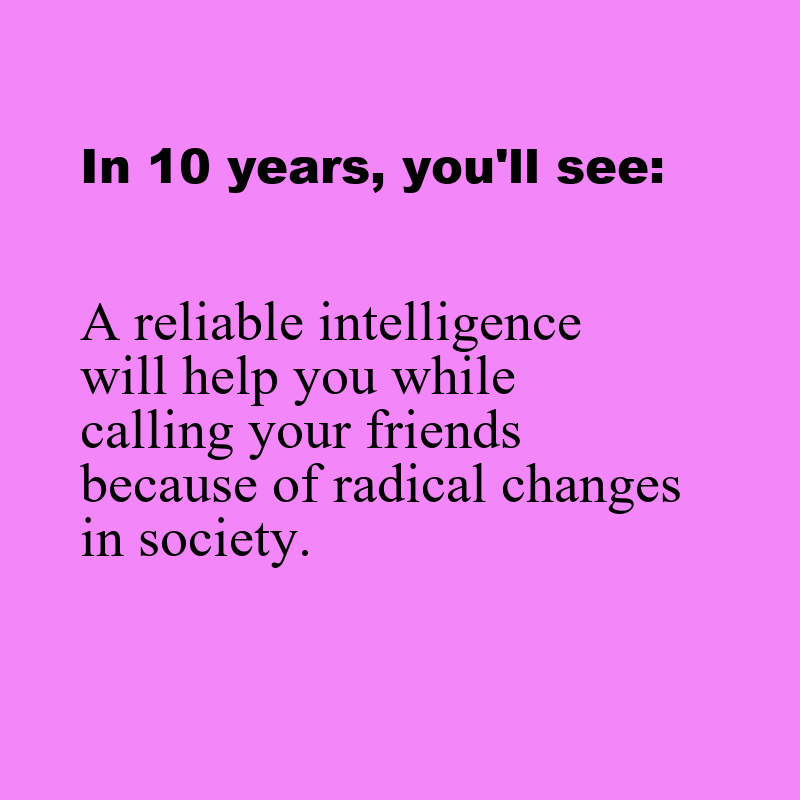 In 10 years, you'll see:
A reliable intelligence
will help you while
calling your friends
because of radical changes
in society.